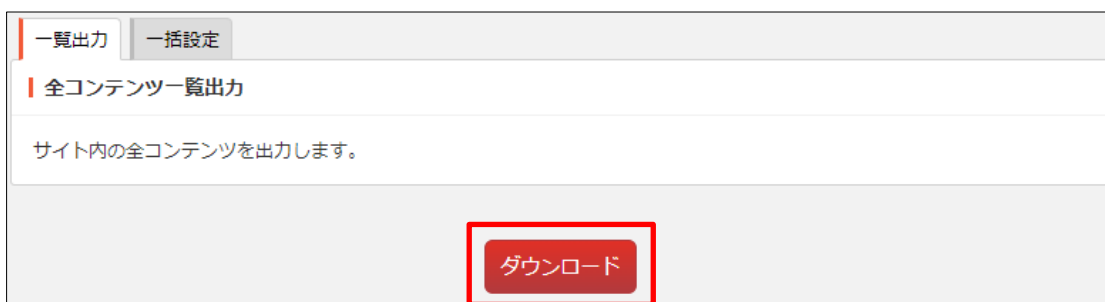 一覧出力 一括設定
全コンテンツ一覧出力
サイト内の全コンテンツを出力します。
ダウンロード